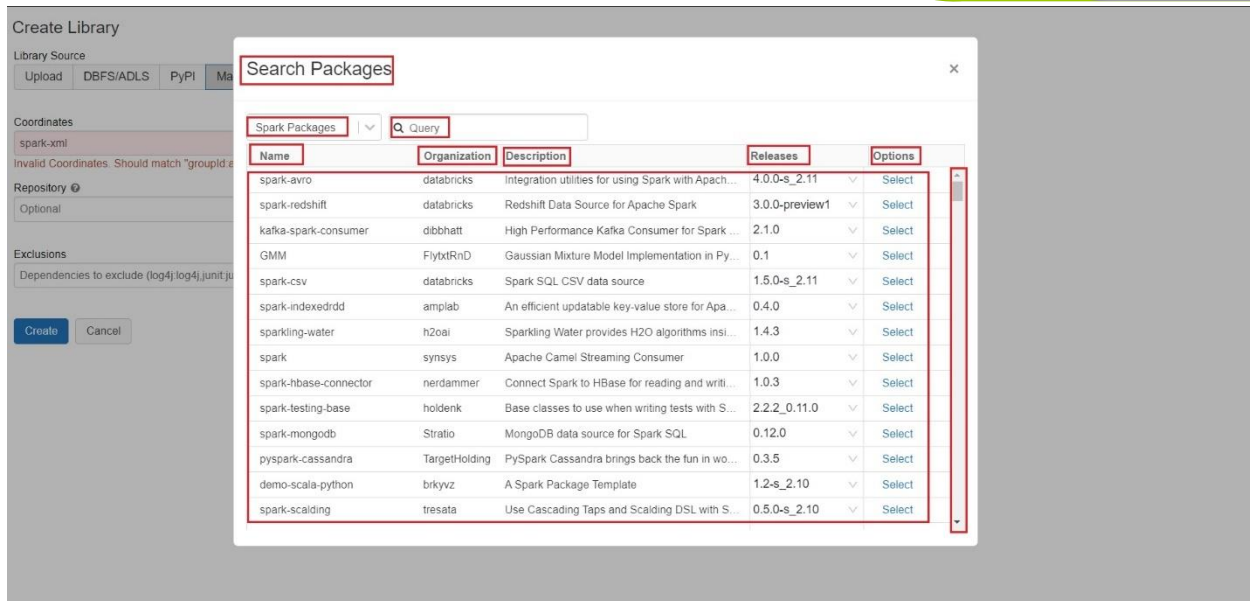 Create Library
Library Source
Upload DBFS/ADLS PyPI Ma
Coordinates
spark-xml
Invalid Coordinates. Should match "groupId a
Repository
Optional
Exclusions
Dependencies to exclude (log4j:log4j,junit:ju
Create Cancel
Search Packages ×
Spark Packages Query
Name Organization Description Releases Options
spark-avro databricks Integration utilities for using Spark with Apach... 4.0.0-s_2.11 Select
spark-redshift databricks Redshift Data Source for Apache Spark 3.0.0-preview1 Select
kafka-spark-consumer dibbhatt High Performance Kafka Consumer for Spark ... 2.1.0 Select
GMM FlytxtRnD Gaussian Mixture Model Implementation in Py... 0.1 Select
spark-csv databricks Spark SQL CSV data source 1.5.0-s_2.11 Select
spark-indexedrdd amplab An efficient updatable key-value store for Apa... 0.4.0 Select
sparkling-water h2oai Sparkling Water provides H2O algorithms insi... 1.4.3 Select
spark synsys Apache Camel Streaming Consumer 1.0.0 Select
spark-hbase-connector nerdammer Connect Spark to HBase for reading and writi... 1.0.3 Select
spark-testing-base holdenk Base classes to use when writing tests with S... 2.2.2_0.11.0 Select
spark-mongodb Stratio MongoDB data source for Spark SQL 0.12.0 Select
pyspark-cassandra TargetHolding PySpark Cassandra brings back the fun in wo... 0.3.5 Select
demo-scala-python brkyvz A Spark Package Template 1.2-s_2.10 Select
spark-scalding tresata Use Cascading Taps and Scalding DSL with S... 0.5.0-s_2.10 Select